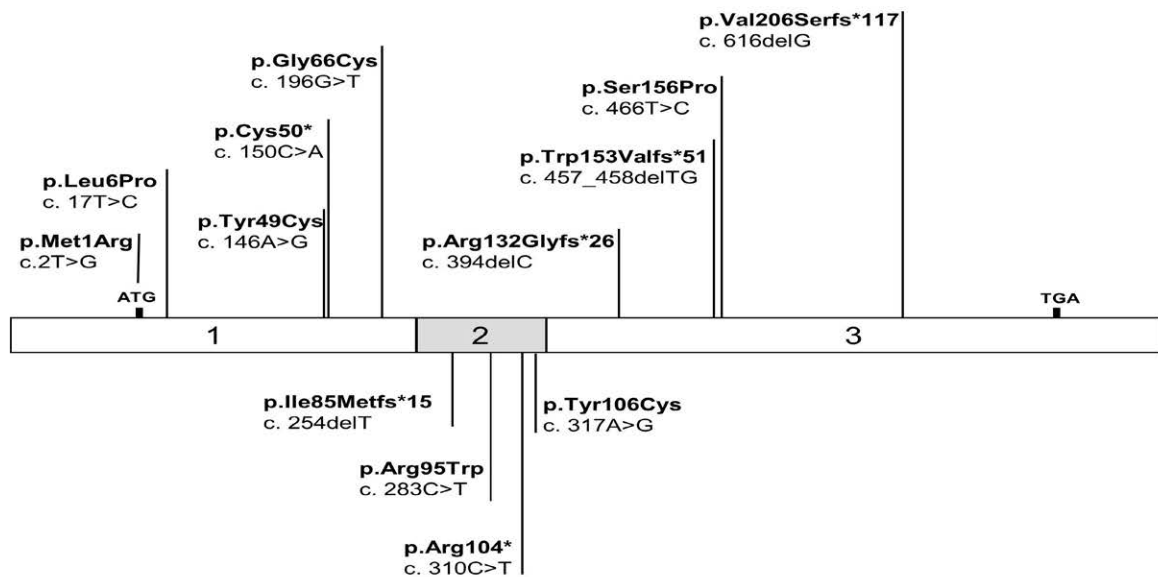 p.Val206Serfs*117
c. 616delG
p.Gly66Cys
c. 196G>T
p.Ser156Pro
c. 466T>C
p.Cys50*
c. 150C>A
p.Trp153Valfs*51
c. 457_458delTG
p.Leu6Pro
c. 17T>C
p.Tyr49Cys
c. 146A>G
p.Met1Arg
c.2T>G
p.Arg132Glyfs*26
c. 394delC
ATG
TGA
1
2
3
p.Ile85Metfs*15
c. 254delT
p.Tyr106Cys
c. 317A>G
p.Arg95Trp
c. 283C>T
p.Arg104*
c. 310C>T